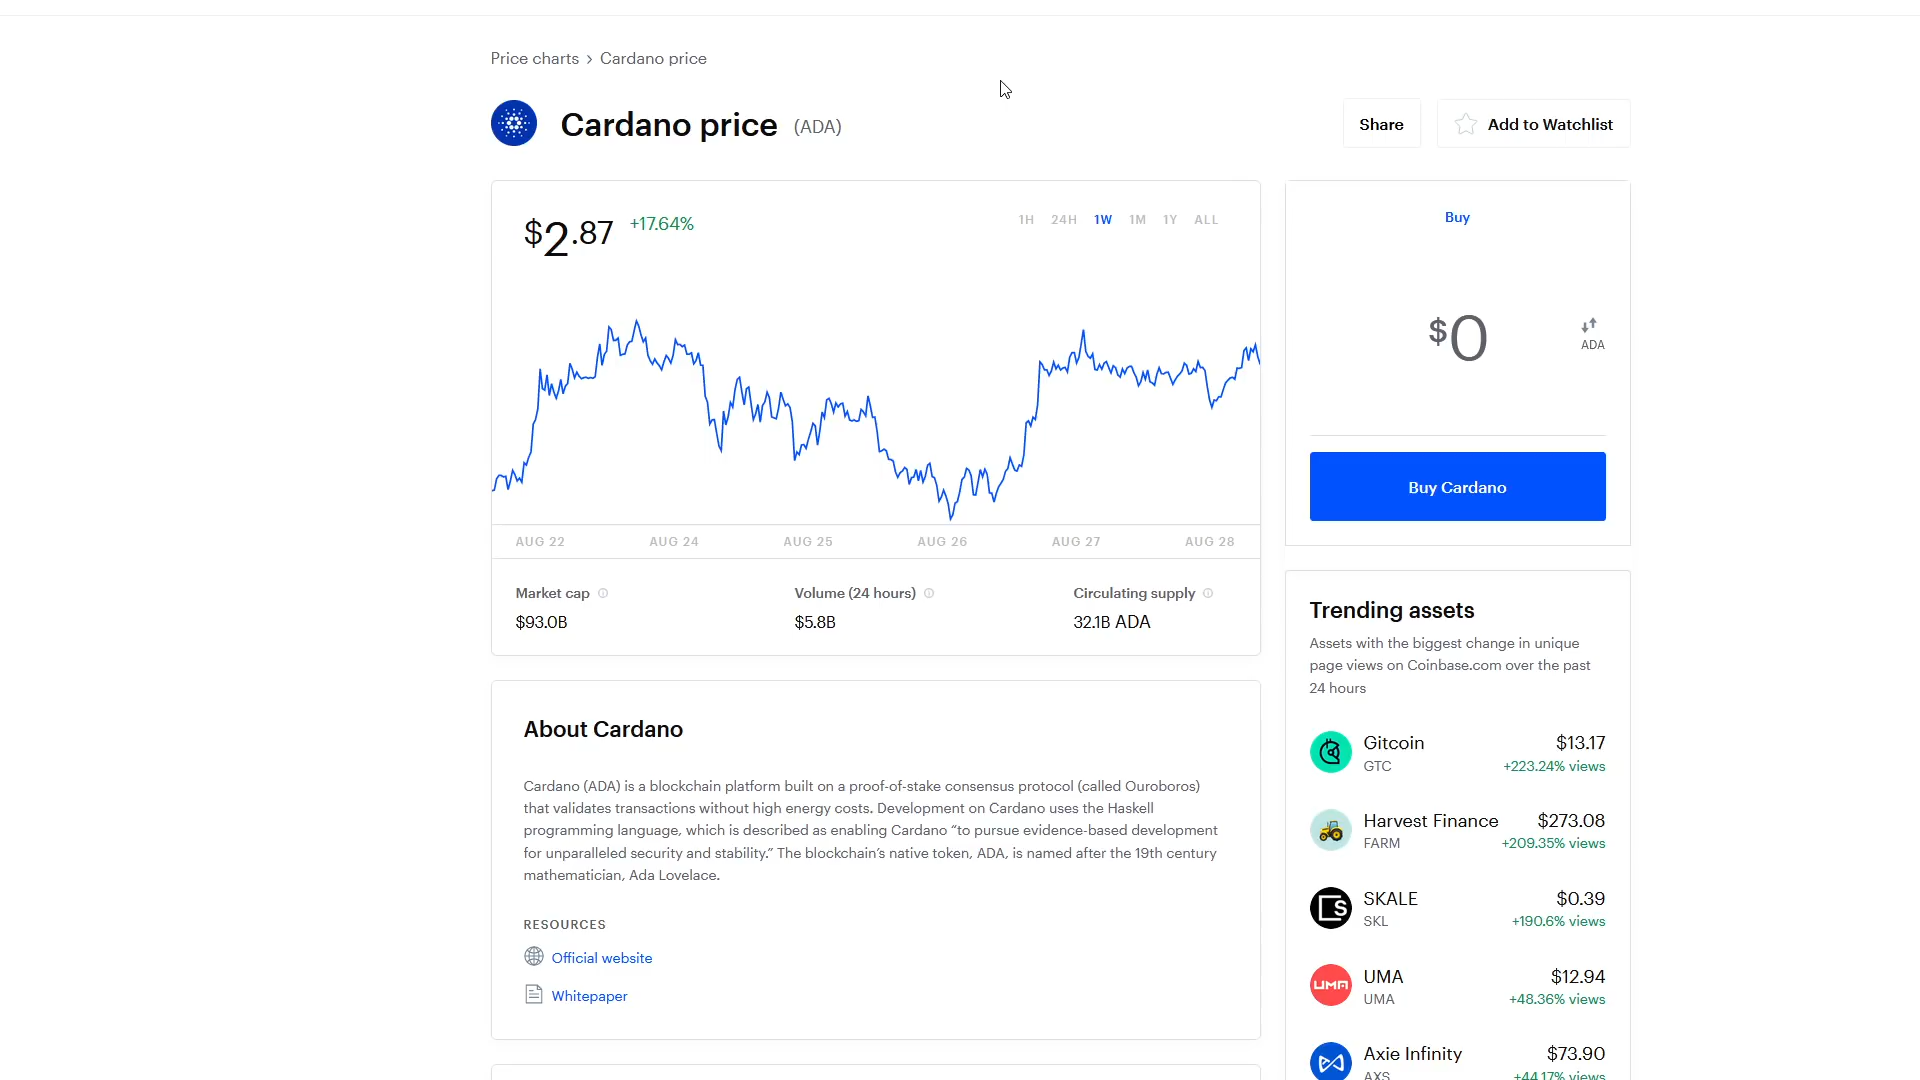 Price charts › Cardano price
Cardano price (ADA)
Share
Add to Watchlist
$2.87 +17.64%
1H 24H 1W 1M 1Y ALL
AUG 22 AUG 24 AUG 25 AUG 26 AUG 27 AUG 28
Market cap
$93.0B
Volume (24 hours)
$5.8B
Circulating supply
32.1B ADA
Buy
$0
ADA
Buy Cardano
About Cardano
Cardano (ADA) is a blockchain platform built on a proof-of-stake consensus protocol (called Ouroboros)
that validates transactions without high energy costs. Development on Cardano uses the Haskell
programming language, which is described as enabling Cardano “to pursue evidence-based development
for unparalleled security and stability.” The blockchain’s native token, ADA, is named after the 19th century
mathematician, Ada Lovelace.
RESOURCES
Official website
Whitepaper
Trending assets
Assets with the biggest change in unique
page views on Coinbase.com over the past
24 hours
Gitcoin $13.17
GTC +223.24% views
Harvest Finance $273.08
FARM +209.35% views
SKALE $0.39
SKL +190.6% views
UMA
UMA $12.94
UMA +48.36% views
Axie Infinity $73.90
AXS +44.17% views